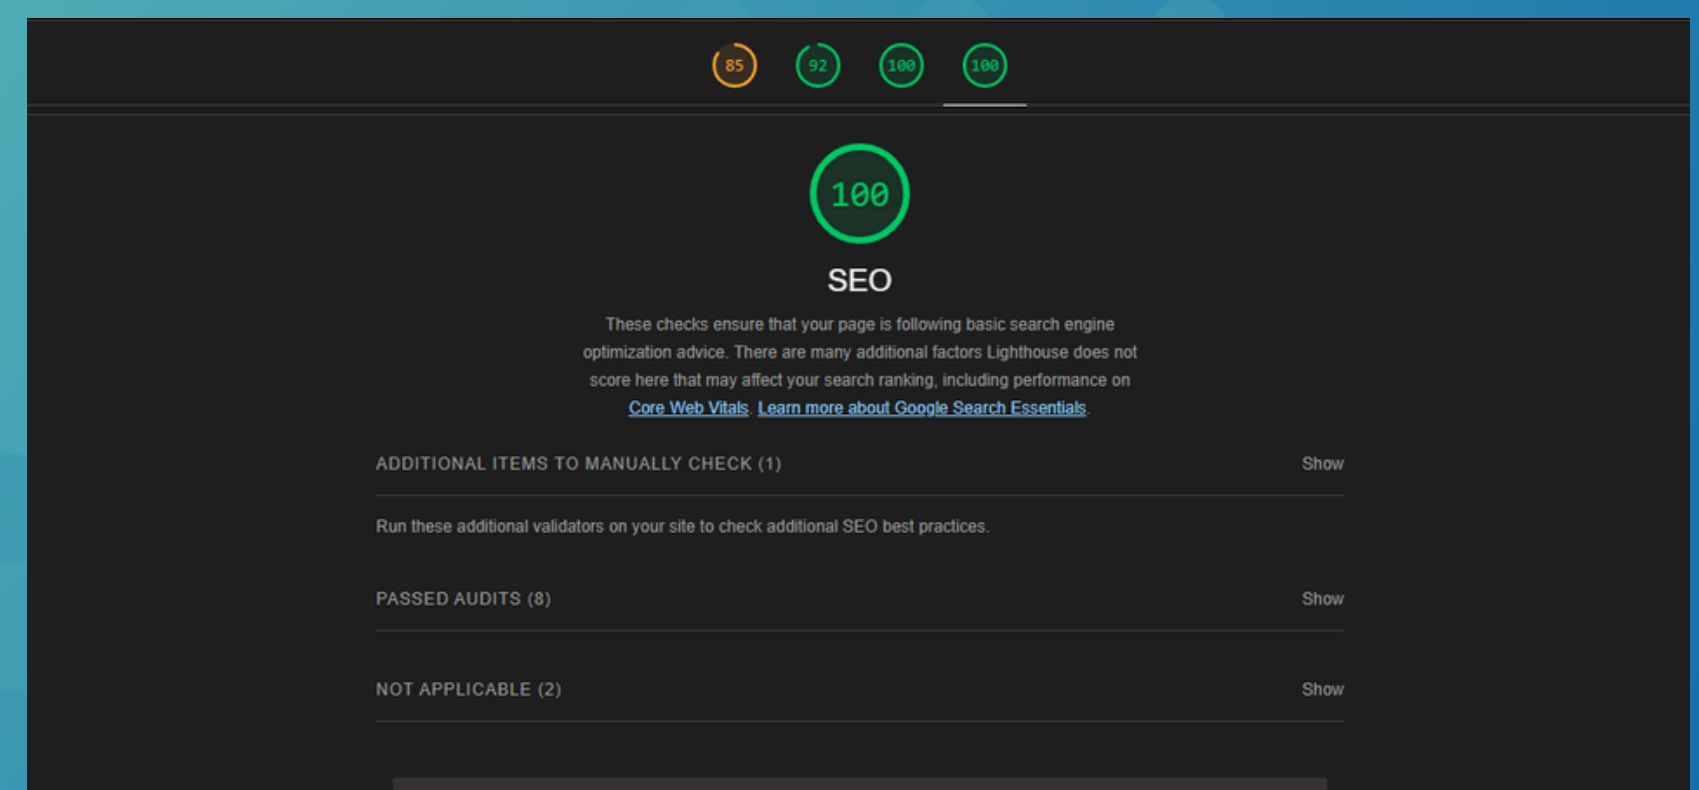 85 92 100 100
100
SEO
These checks ensure that your page is following basic search engine
optimization advice. There are many additional factors Lighthouse does not
score here that may affect your search ranking, including performance on
Core Web Vitals. Learn more about Google Search Essentials.
ADDITIONAL ITEMS TO MANUALLY CHECK (1) Show
Run these additional validators on your site to check additional SEO best practices.
PASSED AUDITS (8) Show
NOT APPLICABLE (2) Show